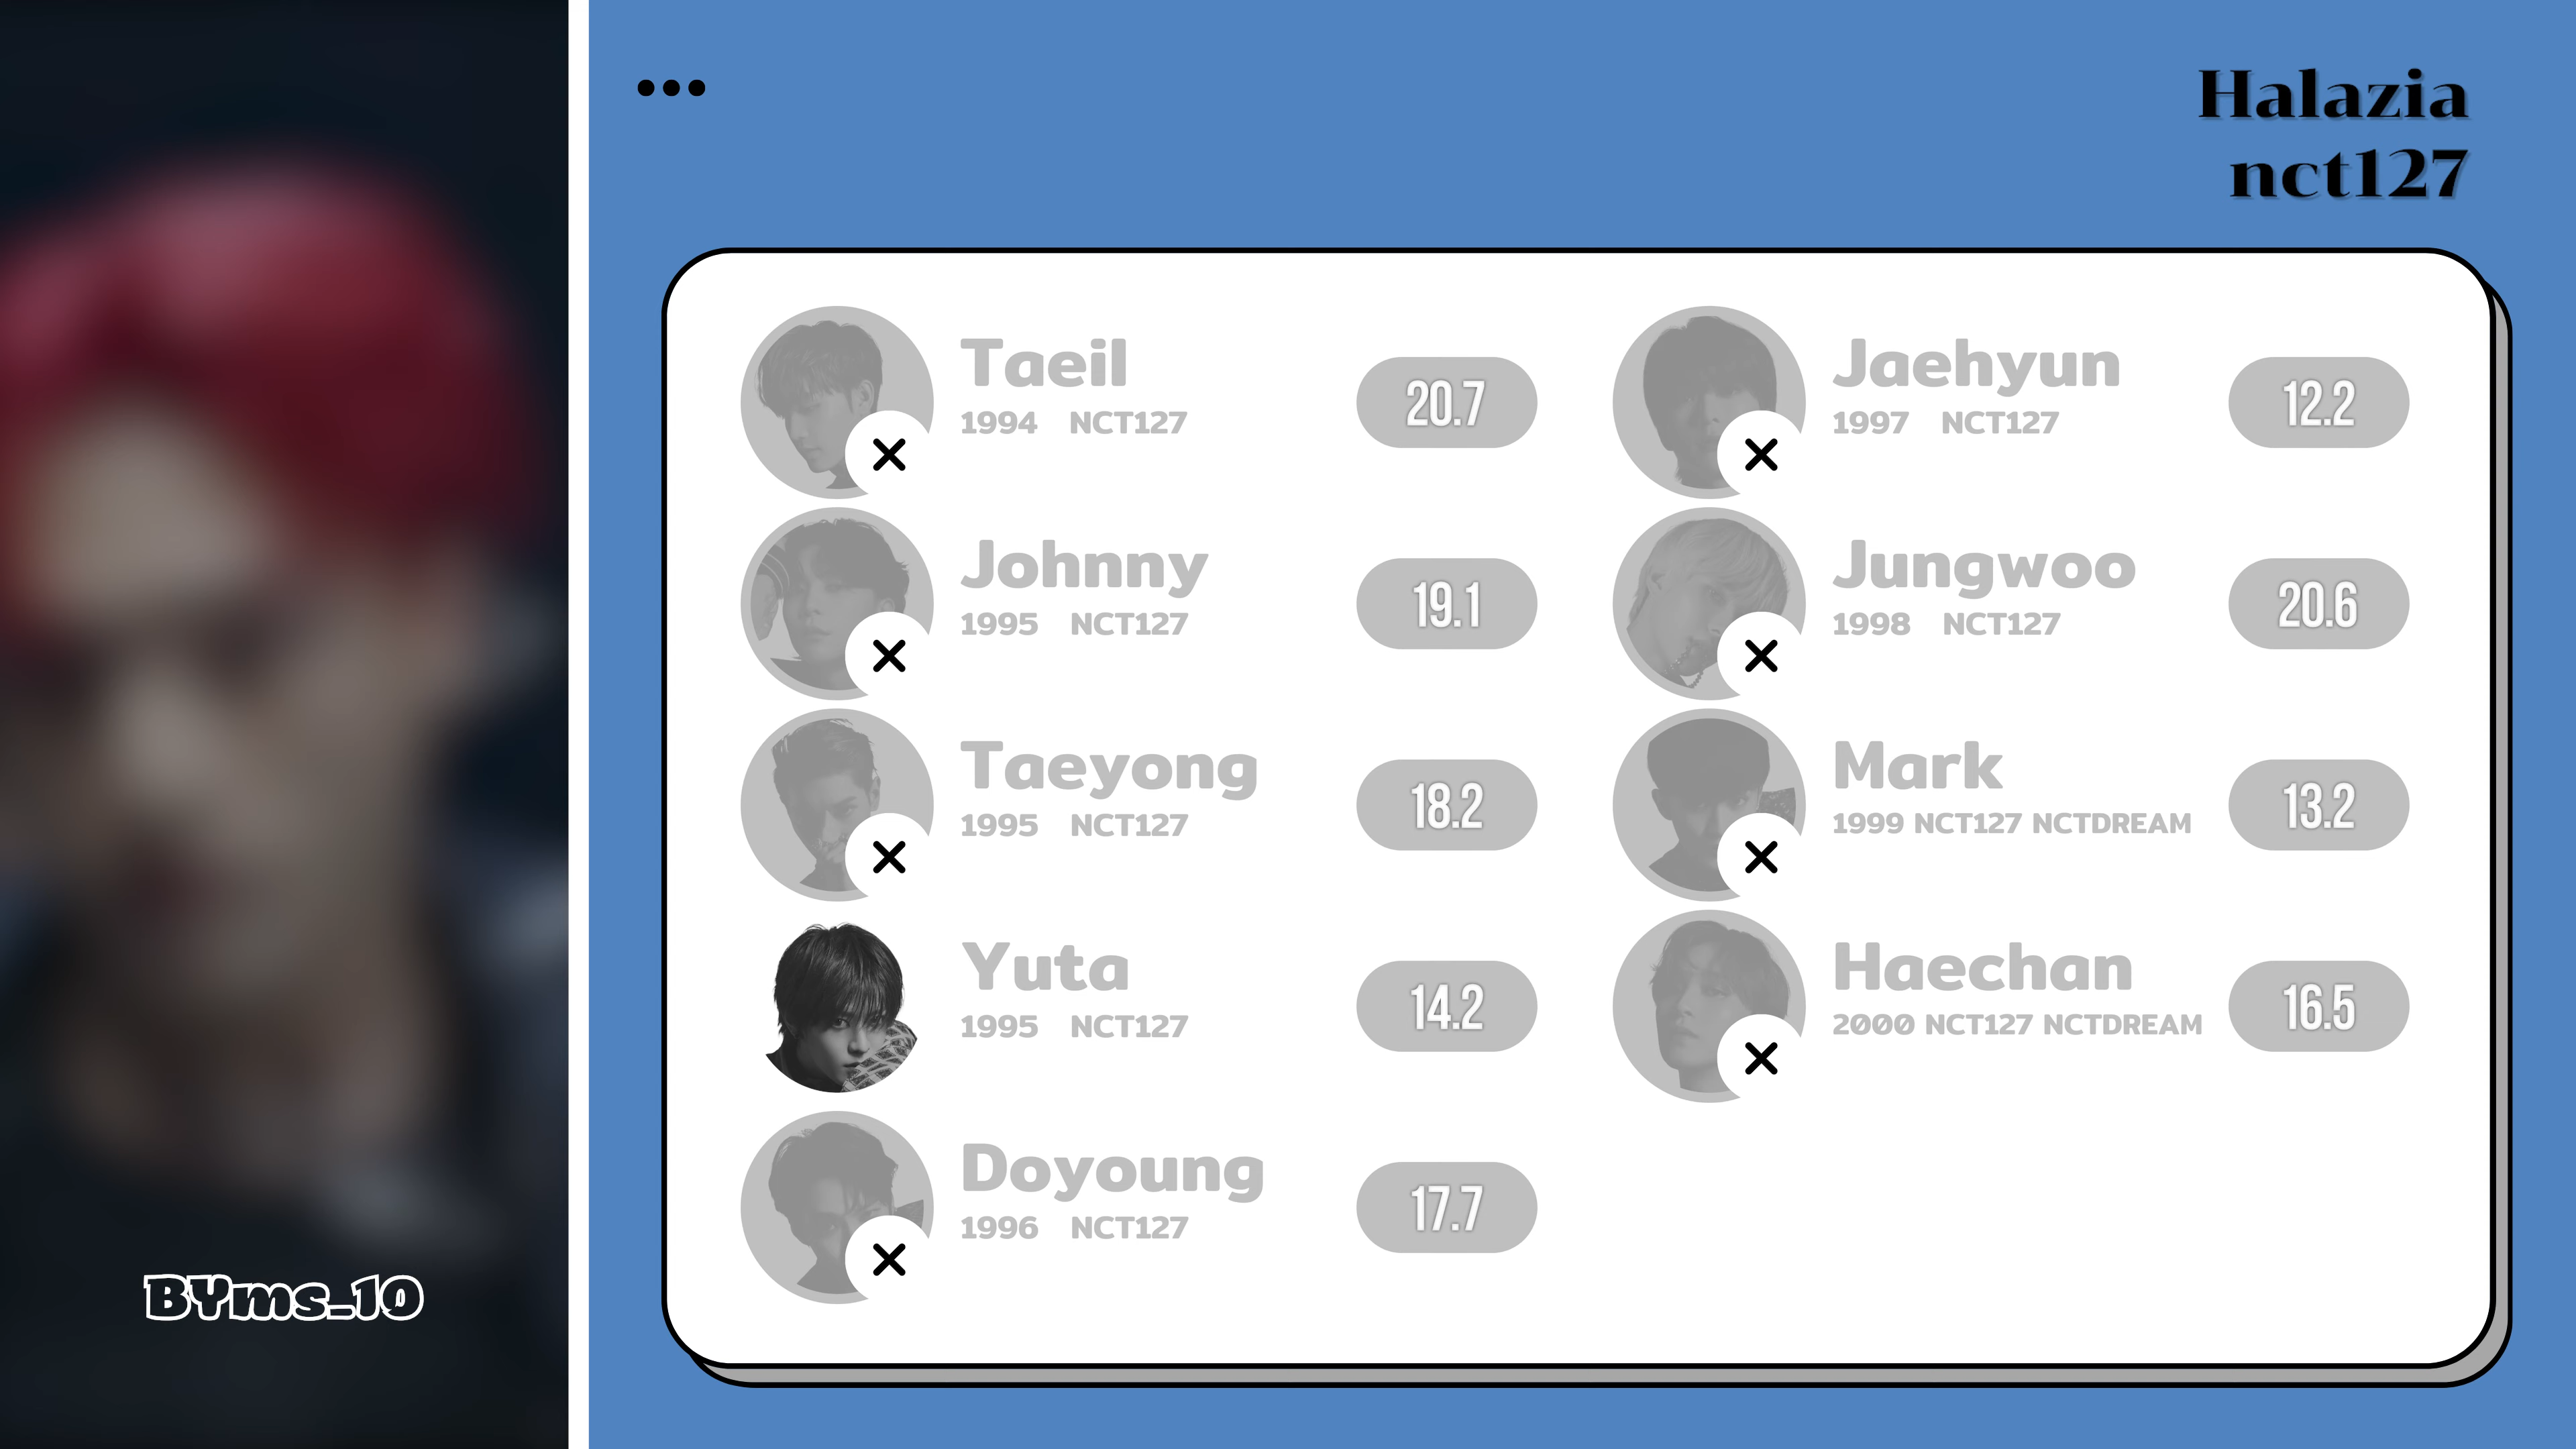 Halazia
nct127
Taeil
1994 NCT127
20.7
Johnny
1995 NCT127
19.1
Taeyong
1995 NCT127
18.2
Yuta
1995 NCT127
14.2
Doyoung
1996 NCT127
17.7
Jaehyun
1997 NCT127
12.2
Jungwoo
1998 NCT127
20.6
Mark
1999 NCT127 NCTDREAM
13.2
Haechan
2000 NCT127 NCTDREAM
16.5
BYms_10